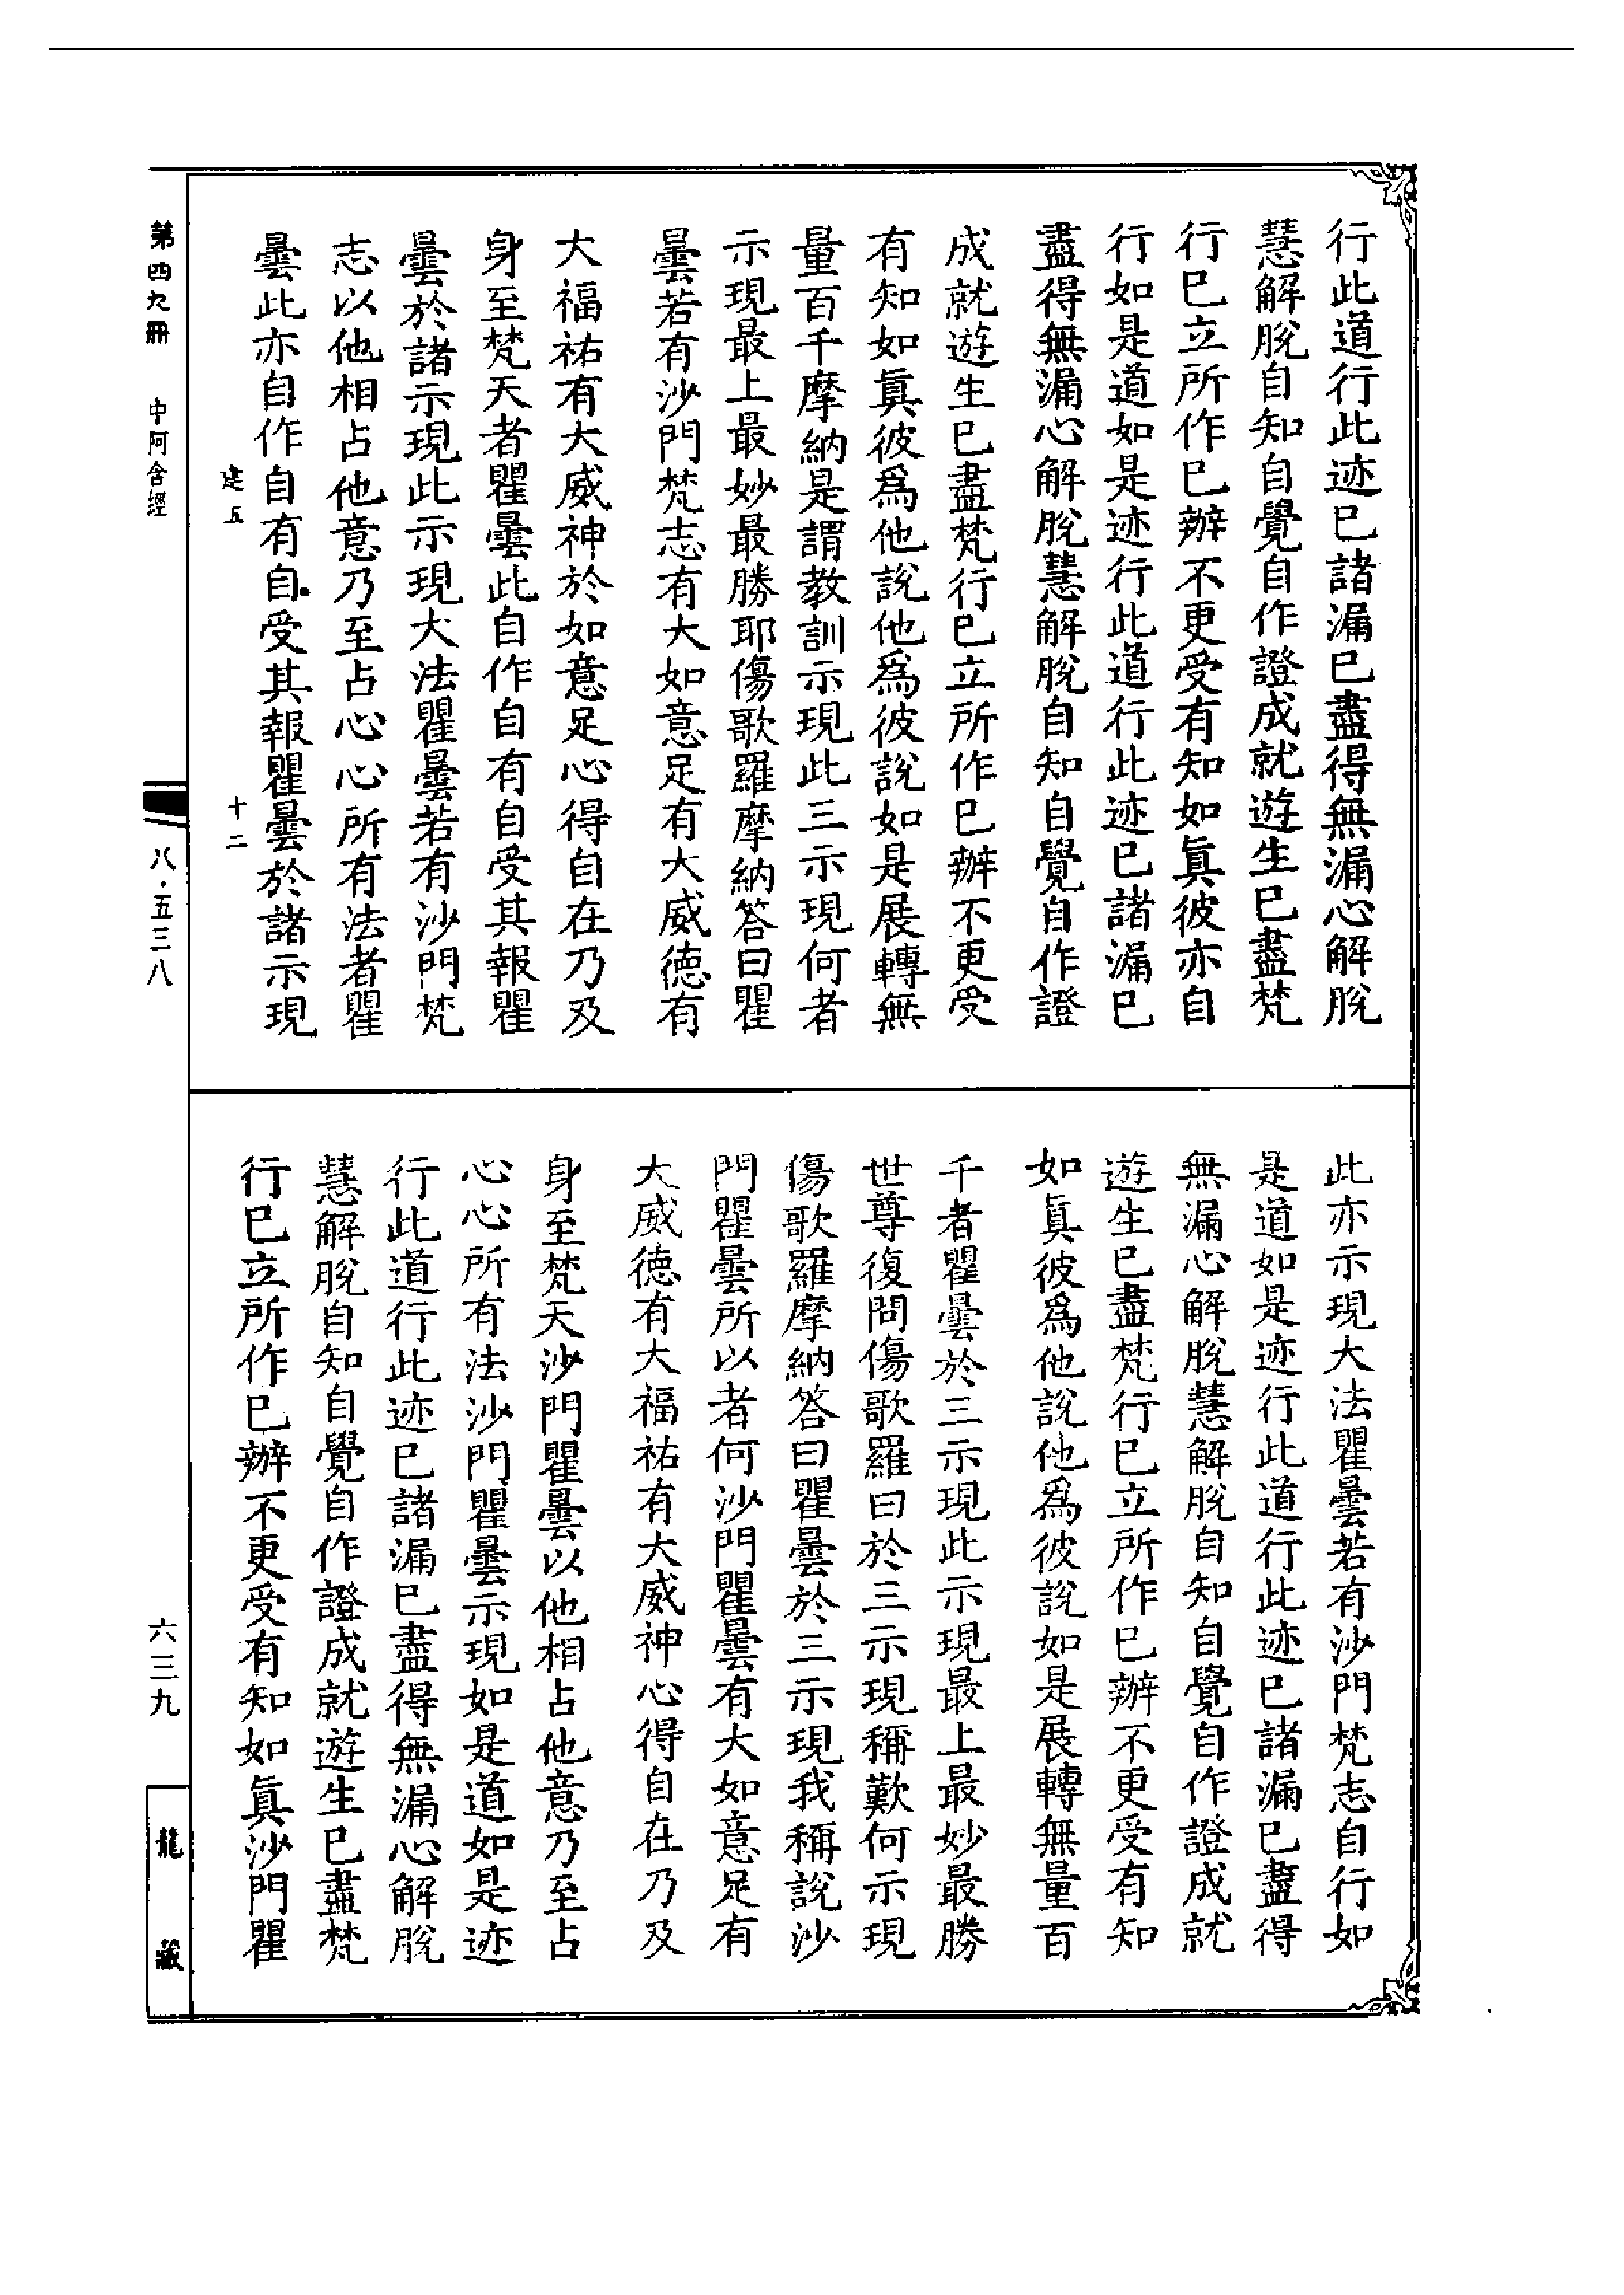 行此道行此迹已諸漏已盡得無漏心解脫
慧解脫自知自覺自作證成就遊生已盡梵
行已立所作已辦不更受有知如眞彼亦自
行如是道如是迹行此道行此迹已諸漏已
盡得無漏心解脫慧解脫自知自覺自作證
成就遊生已盡梵行已立所作已辦不更受
有知如眞彼爲他說他爲彼說如是展轉無
量百千摩納是謂教訓示現此三示現何者
示現最上最妙最勝耶傷歌羅摩納答曰瞿
曇若有沙門梵志有大如意足有大威德有
大福祐有大威神於如意足心得自在乃及
身至梵天者瞿曇此自作自有自受其報瞿
曇於諸示現此示現大法瞿曇若有沙門梵
志以他相占他意乃至占心心所有法者瞿
曇此亦自作自有自受其報瞿曇於諸示現
建五 十二
此亦示現大法瞿曇若有沙門梵志自行如
是道如是迹行此道行此迹已諸漏已盡得
無漏心解脫慧解脫自知自覺自作證成就
遊生已盡梵行已立所作已辦不更受有知
如眞彼爲他說他爲彼說如是展轉無量百
千者瞿曇於三示現此示現最上最妙最勝
世尊復問傷歌羅曰於三示現稱歎何示現
傷歌羅摩納答曰瞿曇於三示現我稱說沙
門瞿曇所以者何沙門瞿曇有大如意足有
大威德有大福祐有大威神心得自在乃及
身至梵天沙門瞿曇以他相占他意乃至占
心心所有法沙門瞿曇示現如是道如是迹
行此道行此迹已諸漏已盡得無漏心解脫
慧解脫自知自覺自作證成就遊生已盡梵
行已立所作已辦不更受有知如眞沙門瞿
第四九冊 中阿含經 八·五三八 六三九 龍藏